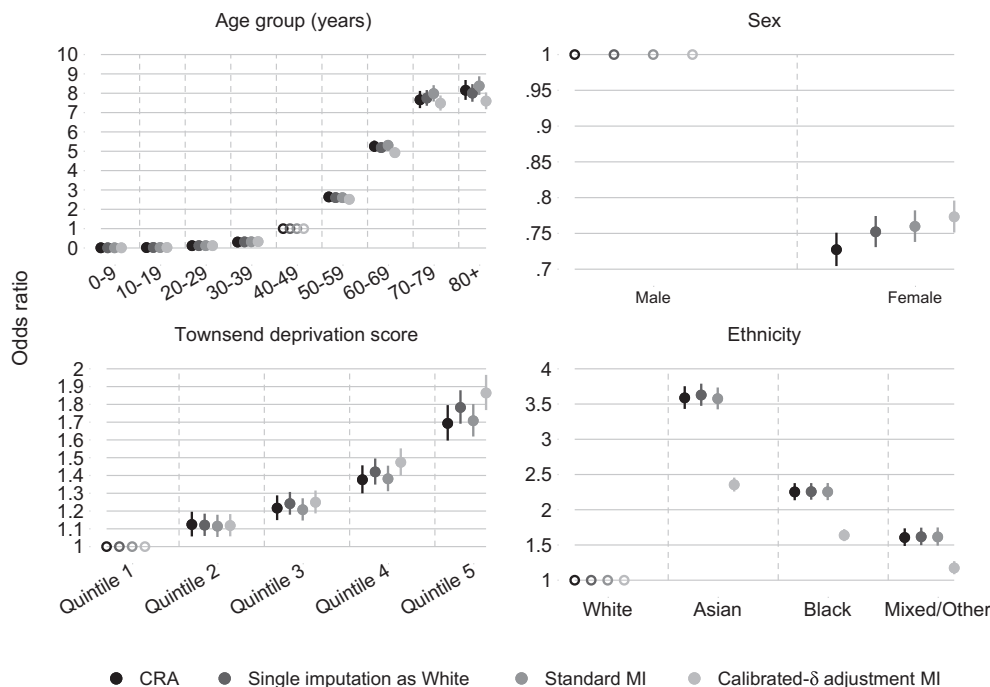 Age group (years)
10
9
8
7
6
5
4
3
2
1
0
0-9
10-19
20-29
30-39
40-49
50-59
60-69
70-79
80+
Sex
1
.95
.9
.85
.8
.75
.7
Male
Female
Odds ratio
Townsend deprivation score
2
1.9
1.8
1.7
1.6
1.5
1.4
1.3
1.2
1.1
1
Quintile 1
Quintile 2
Quintile 3
Quintile 4
Quintile 5
Ethnicity
4
3.5
3
2.5
2
1.5
1
White
Asian
Black
Mixed/Other
CRA
Single imputation as White
Standard MI
Calibrated-δ adjustment MI